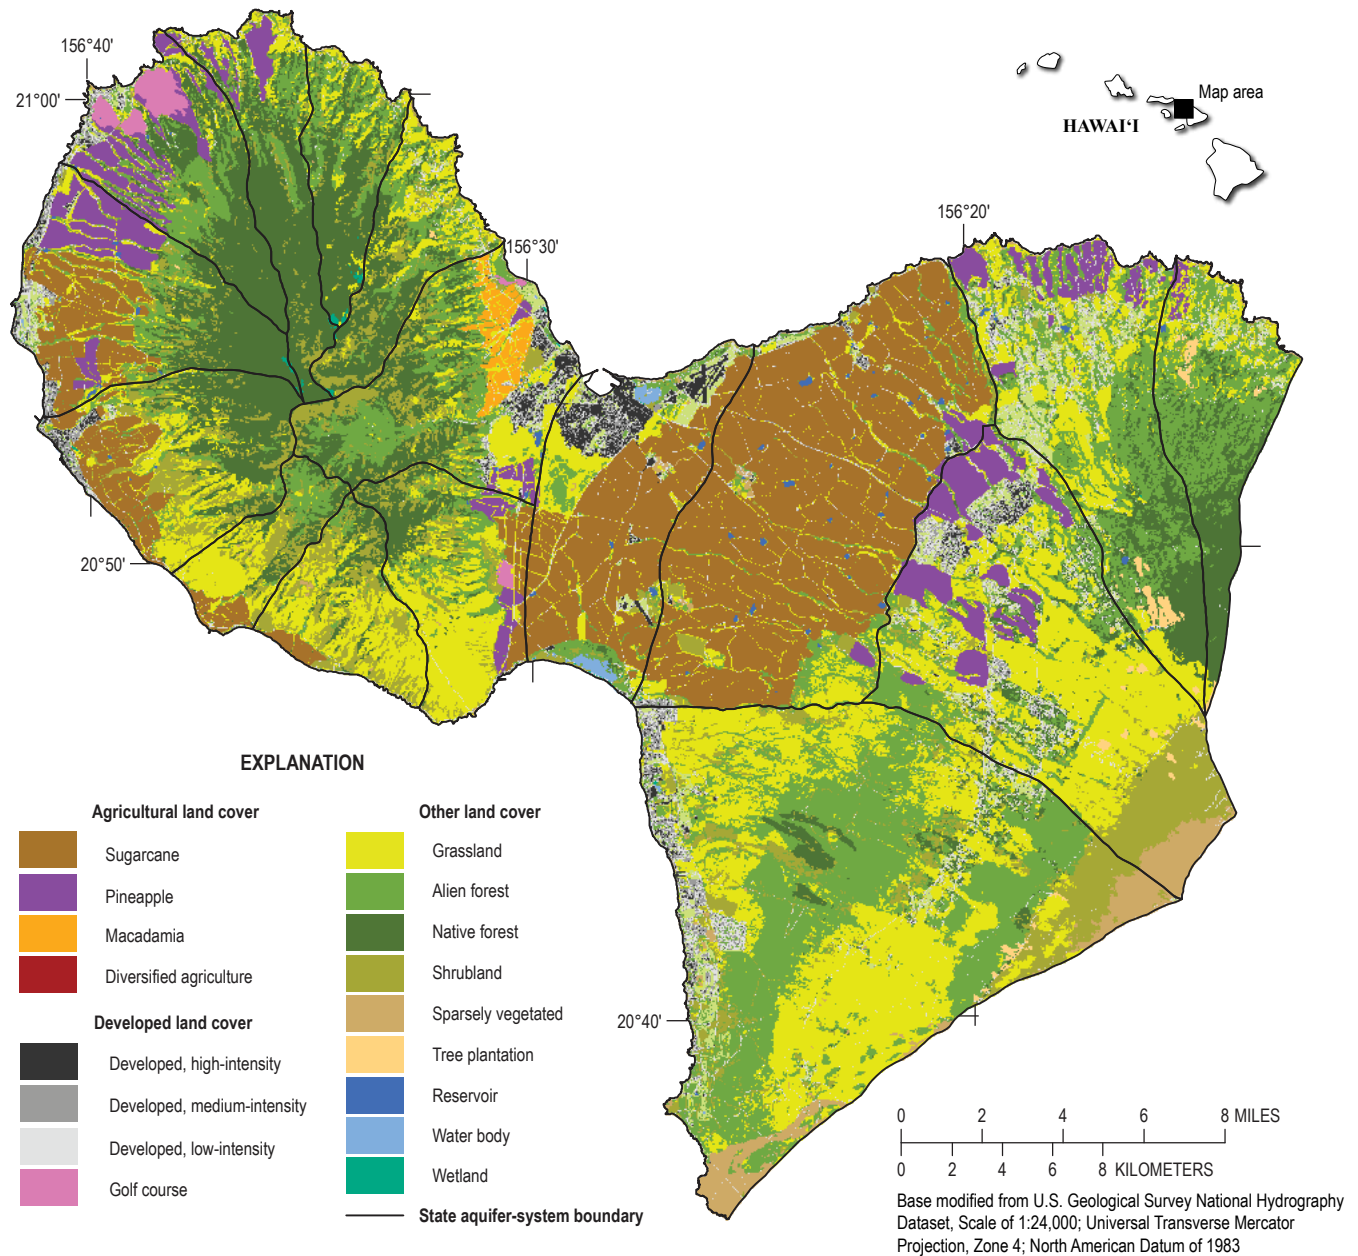 156°40'
21°00'
Map area
HAWAI‘I
156°20'
156°30'
20°50'
20°40'
EXPLANATION
Agricultural land cover
Sugarcane
Pineapple
Macadamia
Diversified agriculture
Developed land cover
Developed, high-intensity
Developed, medium-intensity
Developed, low-intensity
Golf course
Other land cover
Grassland
Alien forest
Native forest
Shrubland
Sparsely vegetated
Tree plantation
Reservoir
Water body
Wetland
State aquifer-system boundary
0 2 4 6 8 MILES
0 2 4 6 8 KILOMETERS
Base modified from U.S. Geological Survey National Hydrography
Dataset, Scale of 1:24,000; Universal Transverse Mercator
Projection, Zone 4; North American Datum of 1983